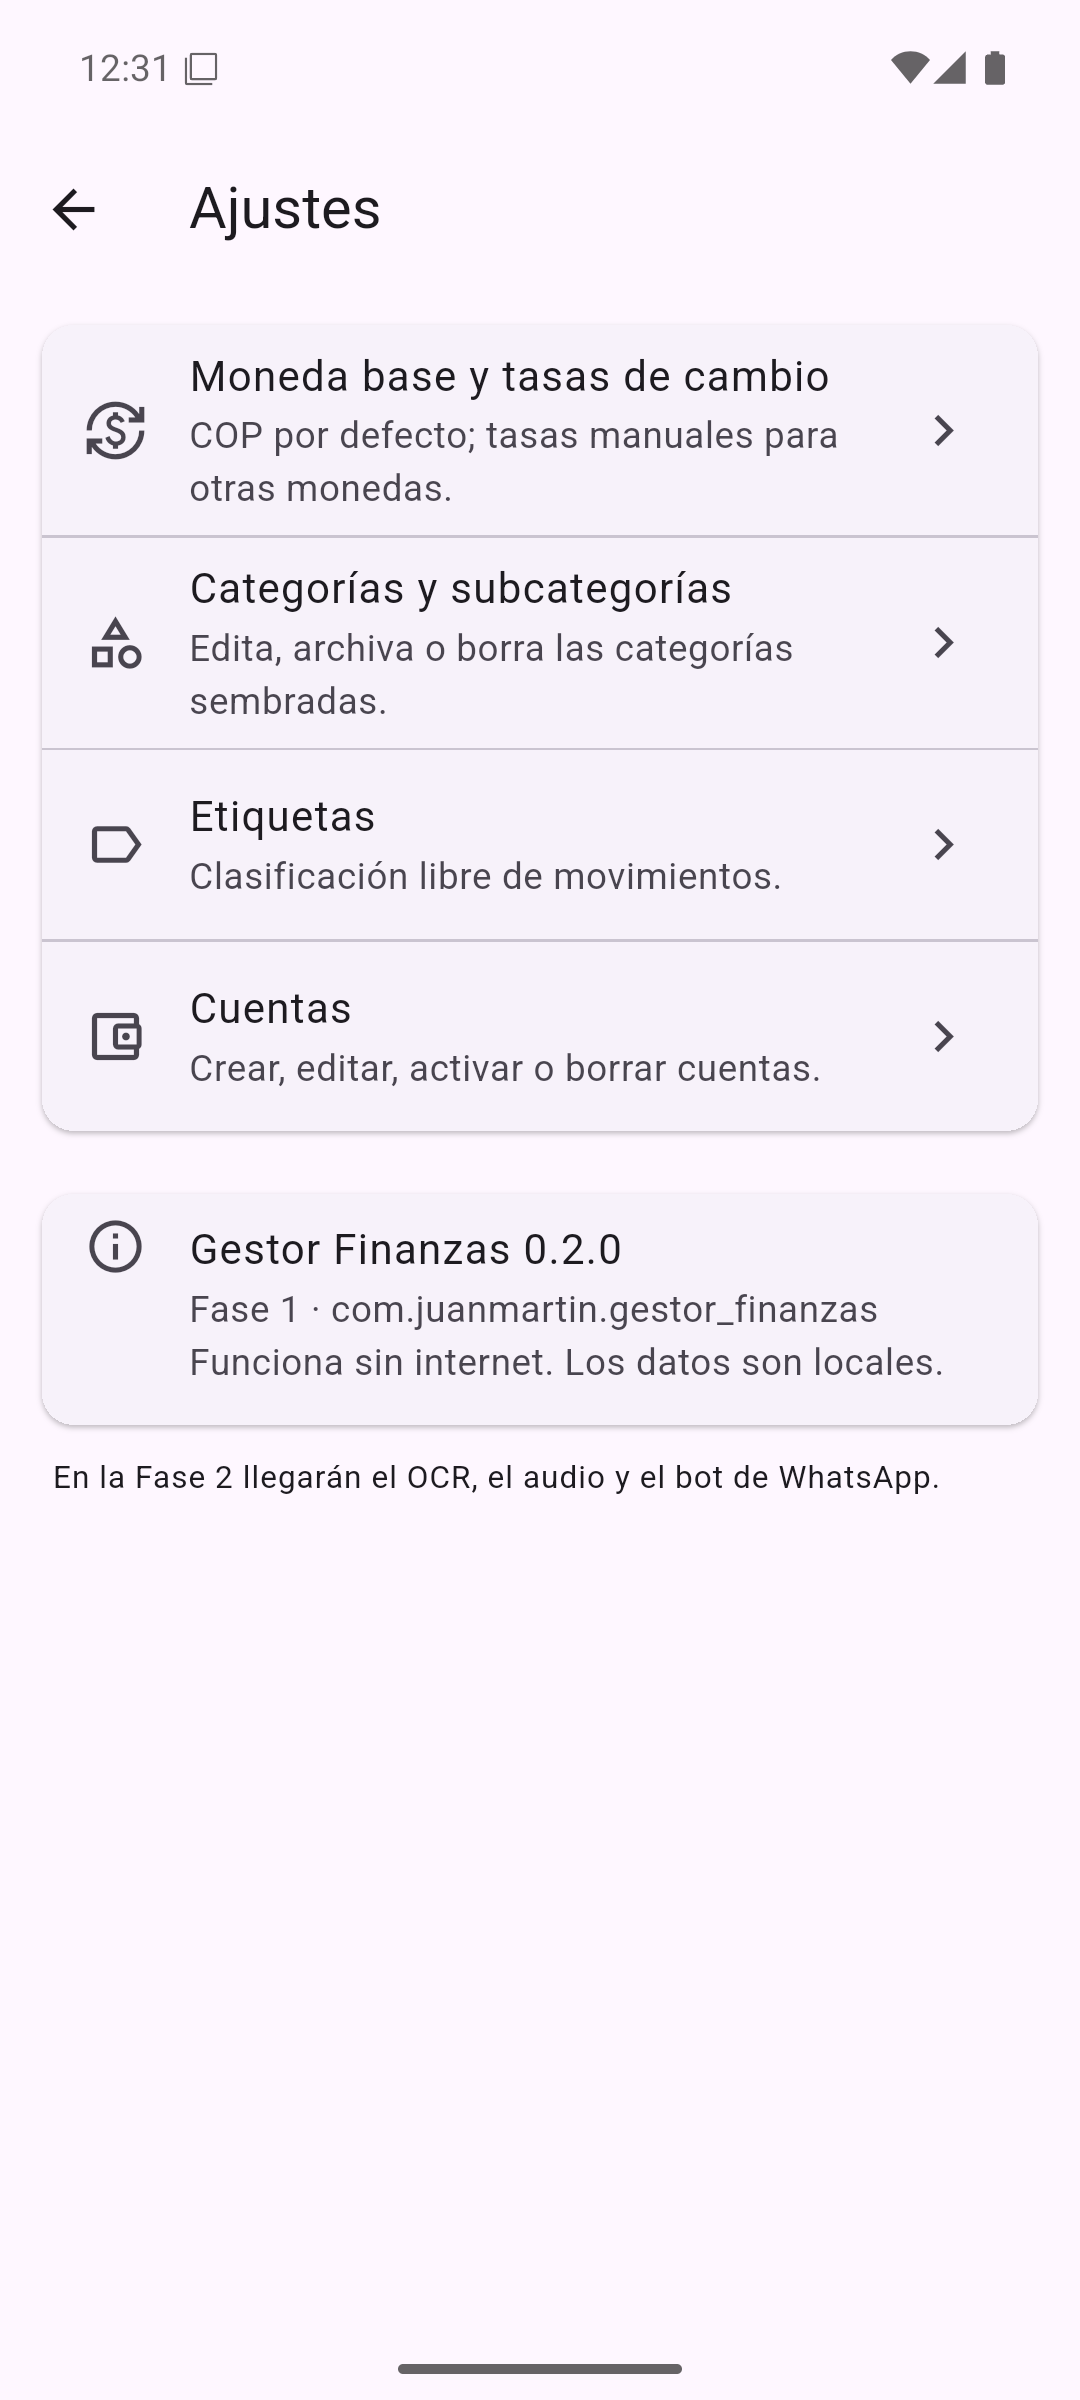 12:31
Ajustes
Moneda base y tasas de cambio
COP por defecto; tasas manuales para
otras monedas.
Categorías y subcategorías
Edita, archiva o borra las categorías
sembradas.
Etiquetas
Clasificación libre de movimientos.
Cuentas
Crear, editar, activar o borrar cuentas.
Gestor Finanzas 0.2.0
Fase 1 · com.juanmartin.gestor_finanzas
Funciona sin internet. Los datos son locales.
En la Fase 2 llegarán el OCR, el audio y el bot de WhatsApp.